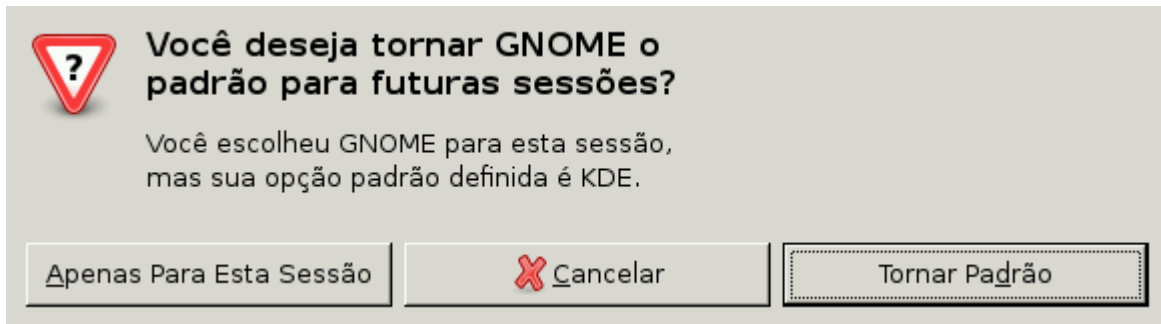 ?
Você deseja tornar GNOME o
padrão para futuras sessões?
Você escolheu GNOME para esta sessão,
mas sua opção padrão definida é KDE.
Apenas Para Esta Sessão
Cancelar
Tornar Padrão